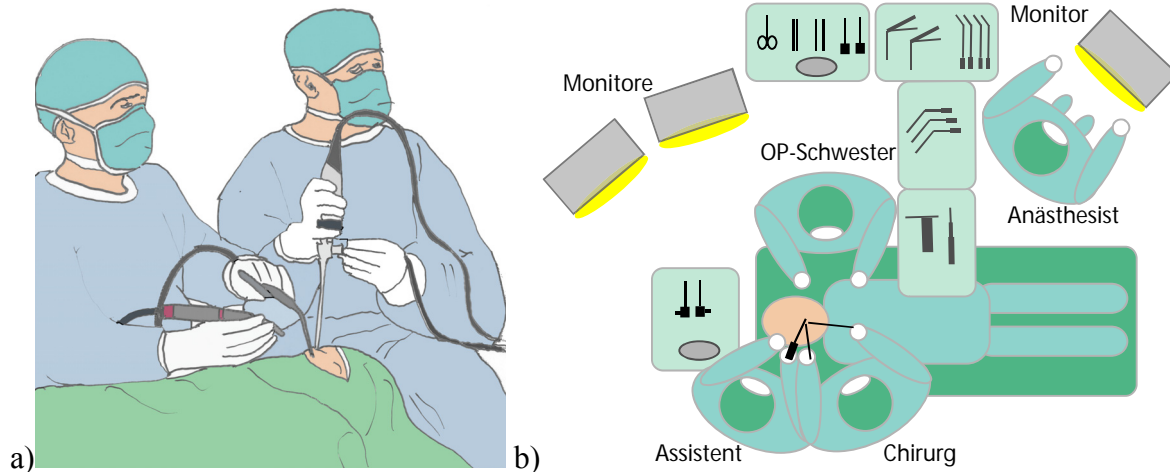 Monitor
Monitore
OP-Schwester
Anästhesist
a)
b)
Assistent
Chirurg